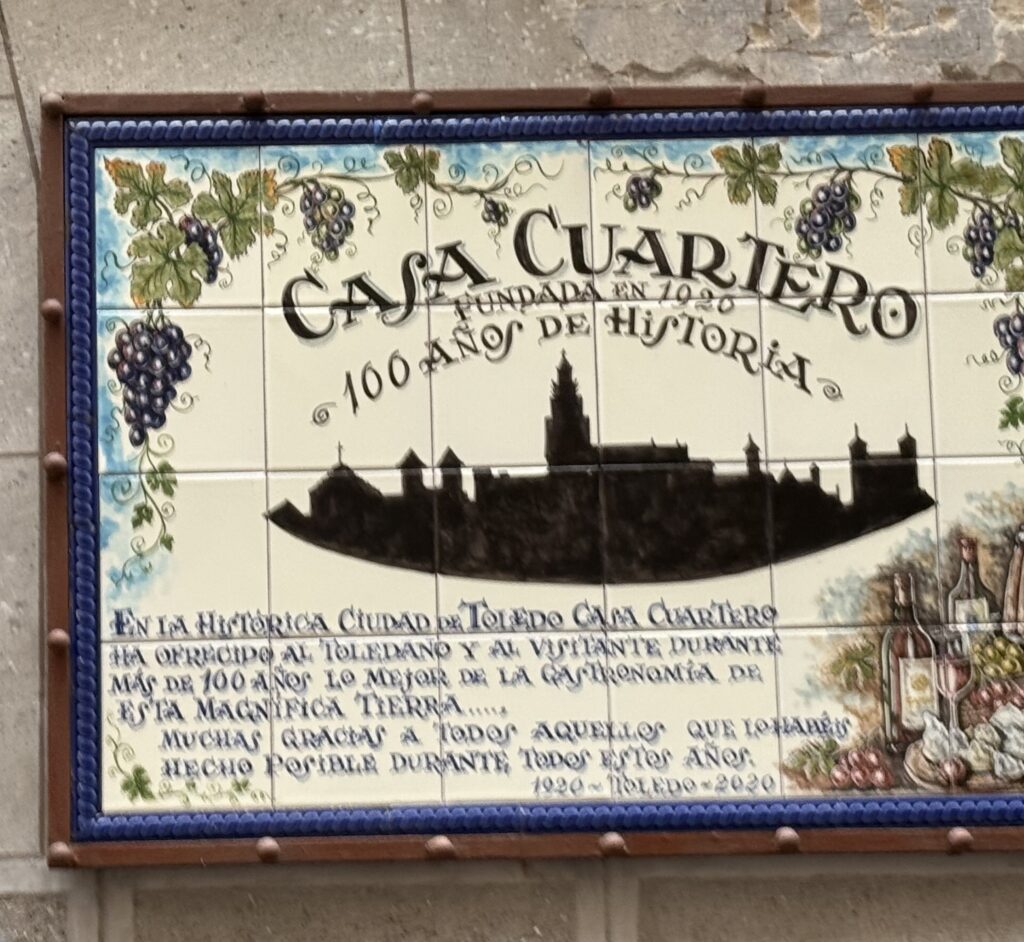 CASA CUARTERO
FUNDADA EN 1920
100 AÑOS DE HISTORIA
EN LA HISTÓRICA CIUDAD DE TOLEDO CASA CUARTERO
HA OFRECIDO AL TOLEDANO Y AL VISITANTE DURANTE
MÁS DE 100 AÑOS LO MEJOR DE LA GASTRONOMÍA DE
ESTA MAGNÍFICA TIERRA.....
MUCHAS GRACIAS A TODOS AQUELLOS QUE LO HABÉIS
HECHO POSIBLE DURANTE TODOS ESTOS AÑOS.
1920 ~ TOLEDO ~ 2020